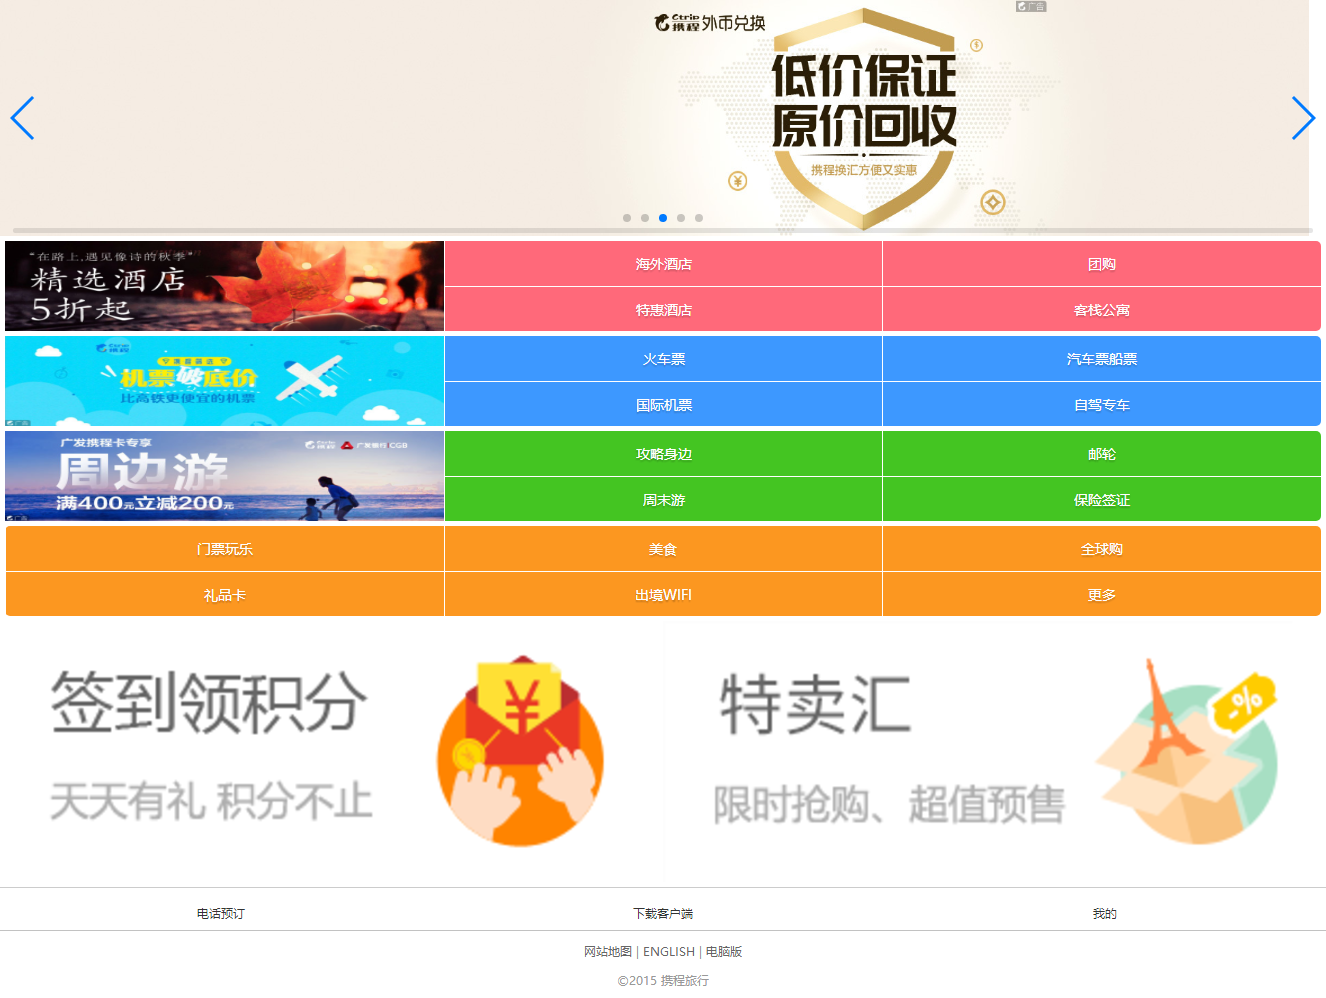 广告
Ctrip 携程 外币兑换
低价保证
原价回收
携程换汇方便又实惠
"在路上,遇见像诗的秋季"
精选酒店
5折起
海外酒店
团购
特惠酒店
客栈公寓
携程
机票破底价
比高铁更便宜的机票
广告
火车票
汽车票船票
国际机票
自驾专车
广发携程卡专享
Ctrip 携程 广发银行|CGB
周边游
满400元立减200元
广告
攻略身边
邮轮
周末游
保险签证
门票玩乐
美食
全球购
礼品卡
出境WIFI
更多
签到领积分
天天有礼 积分不止
特卖汇
限时抢购、超值预售
电话预订
下载客户端
我的
网站地图 | ENGLISH | 电脑版
©2015 携程旅行